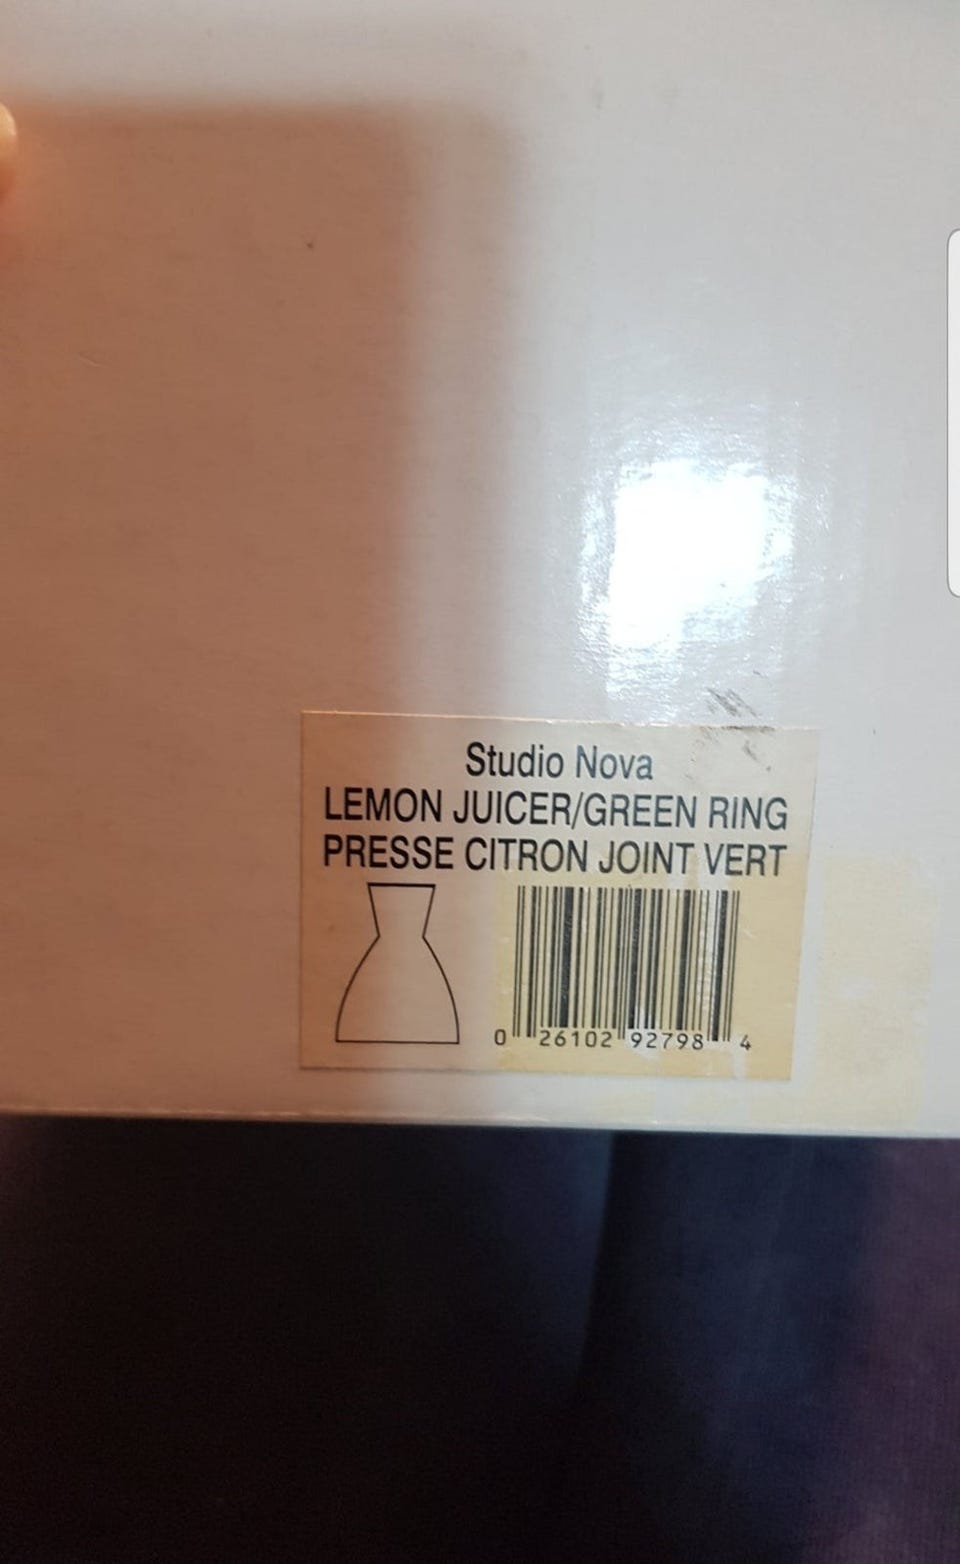 Studio Nova
LEMON JUICER/GREEN RING
PRESSE CITRON JOINT VERT
0 26102 92798 4